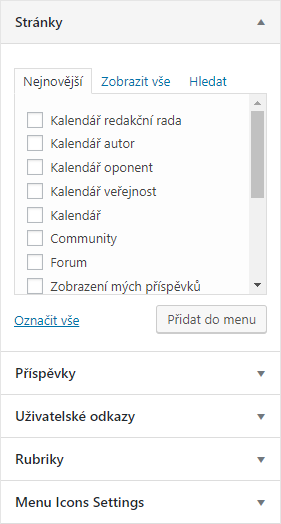 Stránky
Nejnovější Zobrazit vše Hledat
Kalendář redakční rada
Kalendář autor
Kalendář oponent
Kalendář veřejnost
Kalendář
Community
Forum
Zobrazení mých příspěvků
Označit vše Přidat do menu
Příspěvky
Uživatelské odkazy
Rubriky
Menu Icons Settings